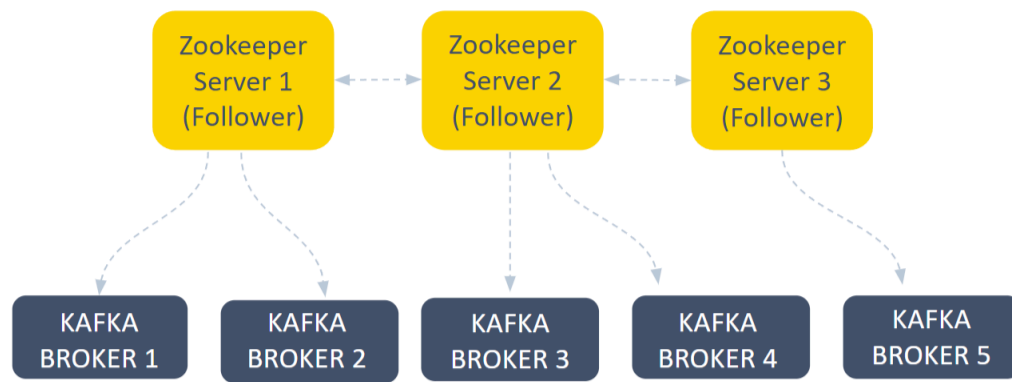 Zookeeper
Server 1
(Follower)
Zookeeper
Server 2
(Follower)
Zookeeper
Server 3
(Follower)
KAFKA
BROKER 1
KAFKA
BROKER 2
KAFKA
BROKER 3
KAFKA
BROKER 4
KAFKA
BROKER 5